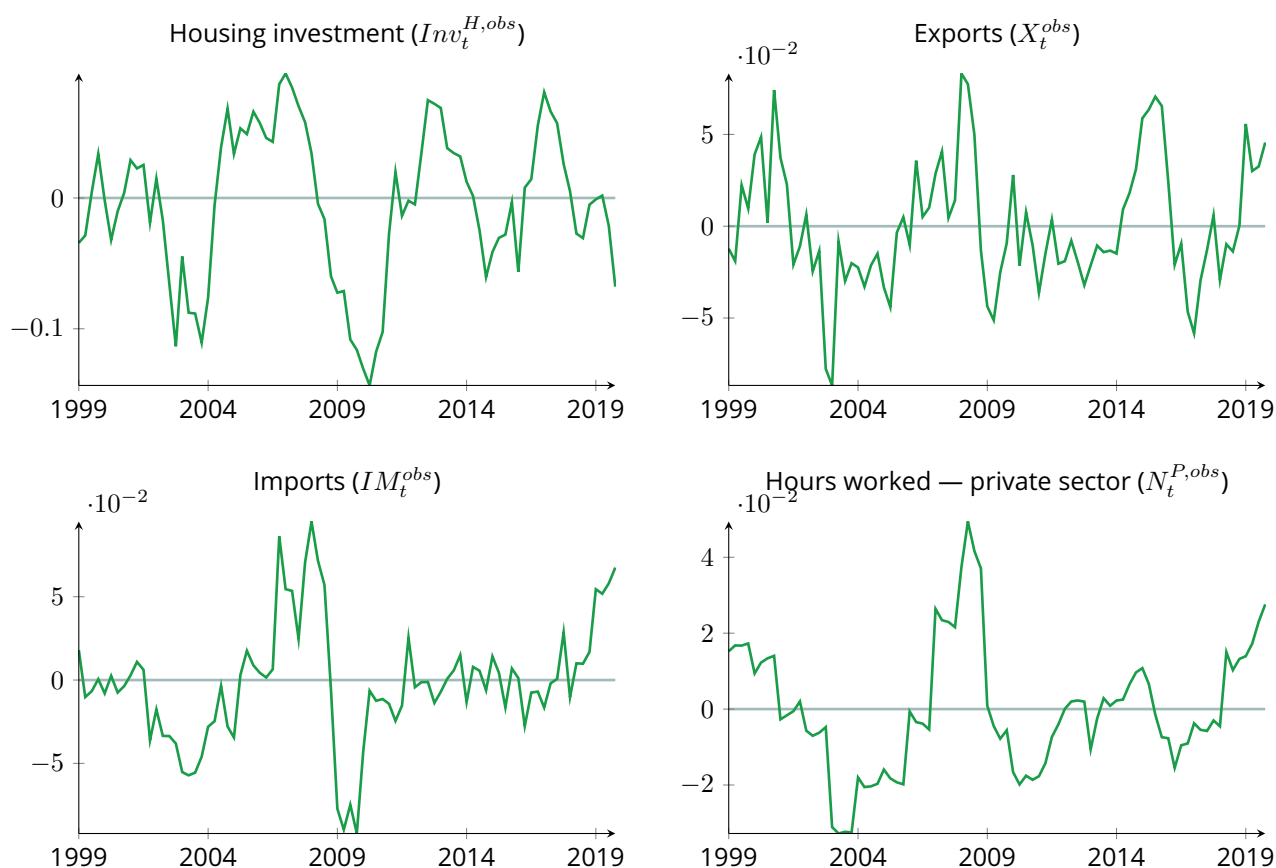 Housing investment (Inv_t^{H,obs})
0
−0.1
1999 2004 2009 2014 2019
Exports (X_t^{obs})
·10^{−2}
5
0
−5
1999 2004 2009 2014 2019
Imports (IM_t^{obs})
·10^{−2}
5
0
−5
1999 2004 2009 2014 2019
Hours worked — private sector (N_t^{P,obs})
·10^{−2}
4
2
0
−2
1999 2004 2009 2014 2019